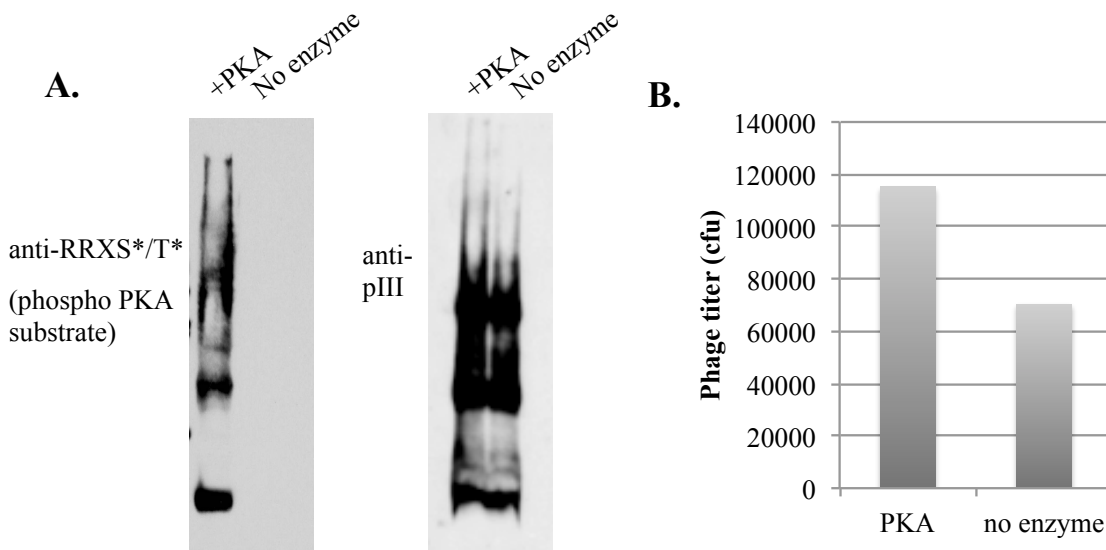 A.
+PKA
No enzyme
+PKA
No enzyme
anti-RRXS*/T*
(phospho PKA
substrate)
anti-
pIII
B.
Phage titer (cfu)
140000
120000
100000
80000
60000
40000
20000
0
PKA
no enzyme